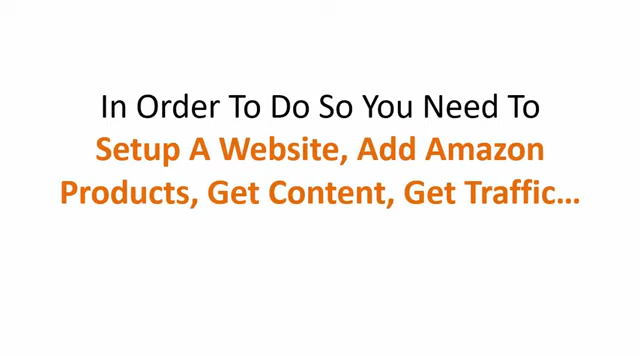 In Order To Do So You Need To
Setup A Website, Add Amazon
Products, Get Content, Get Traffic...